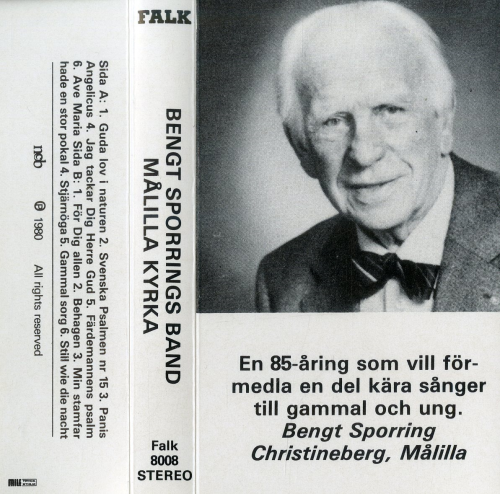 Sida A: 1. Guda lov i naturen 2. Svenska Psalmen nr 15 3. Panis
Angelicus 4. Jag tackar Dig Herre Gud 5. Färdemannens psalm
6. Ave Maria Sida B: 1. För Dig allen 2. Behagen 3. Min stamfar
hade en stor pokal 4. Stjärnöga 5. Gammal sorg 6. Still wie die nacht
ncb ℗ 1980 All rights reserved
FALK
BENGT SPORRINGS BAND
MÅLILLA KYRKA
Falk
8008
STEREO
En 85-åring som vill för-
medla en del kära sånger
till gammal och ung.
Bengt Sporring
Christineberg, Målilla